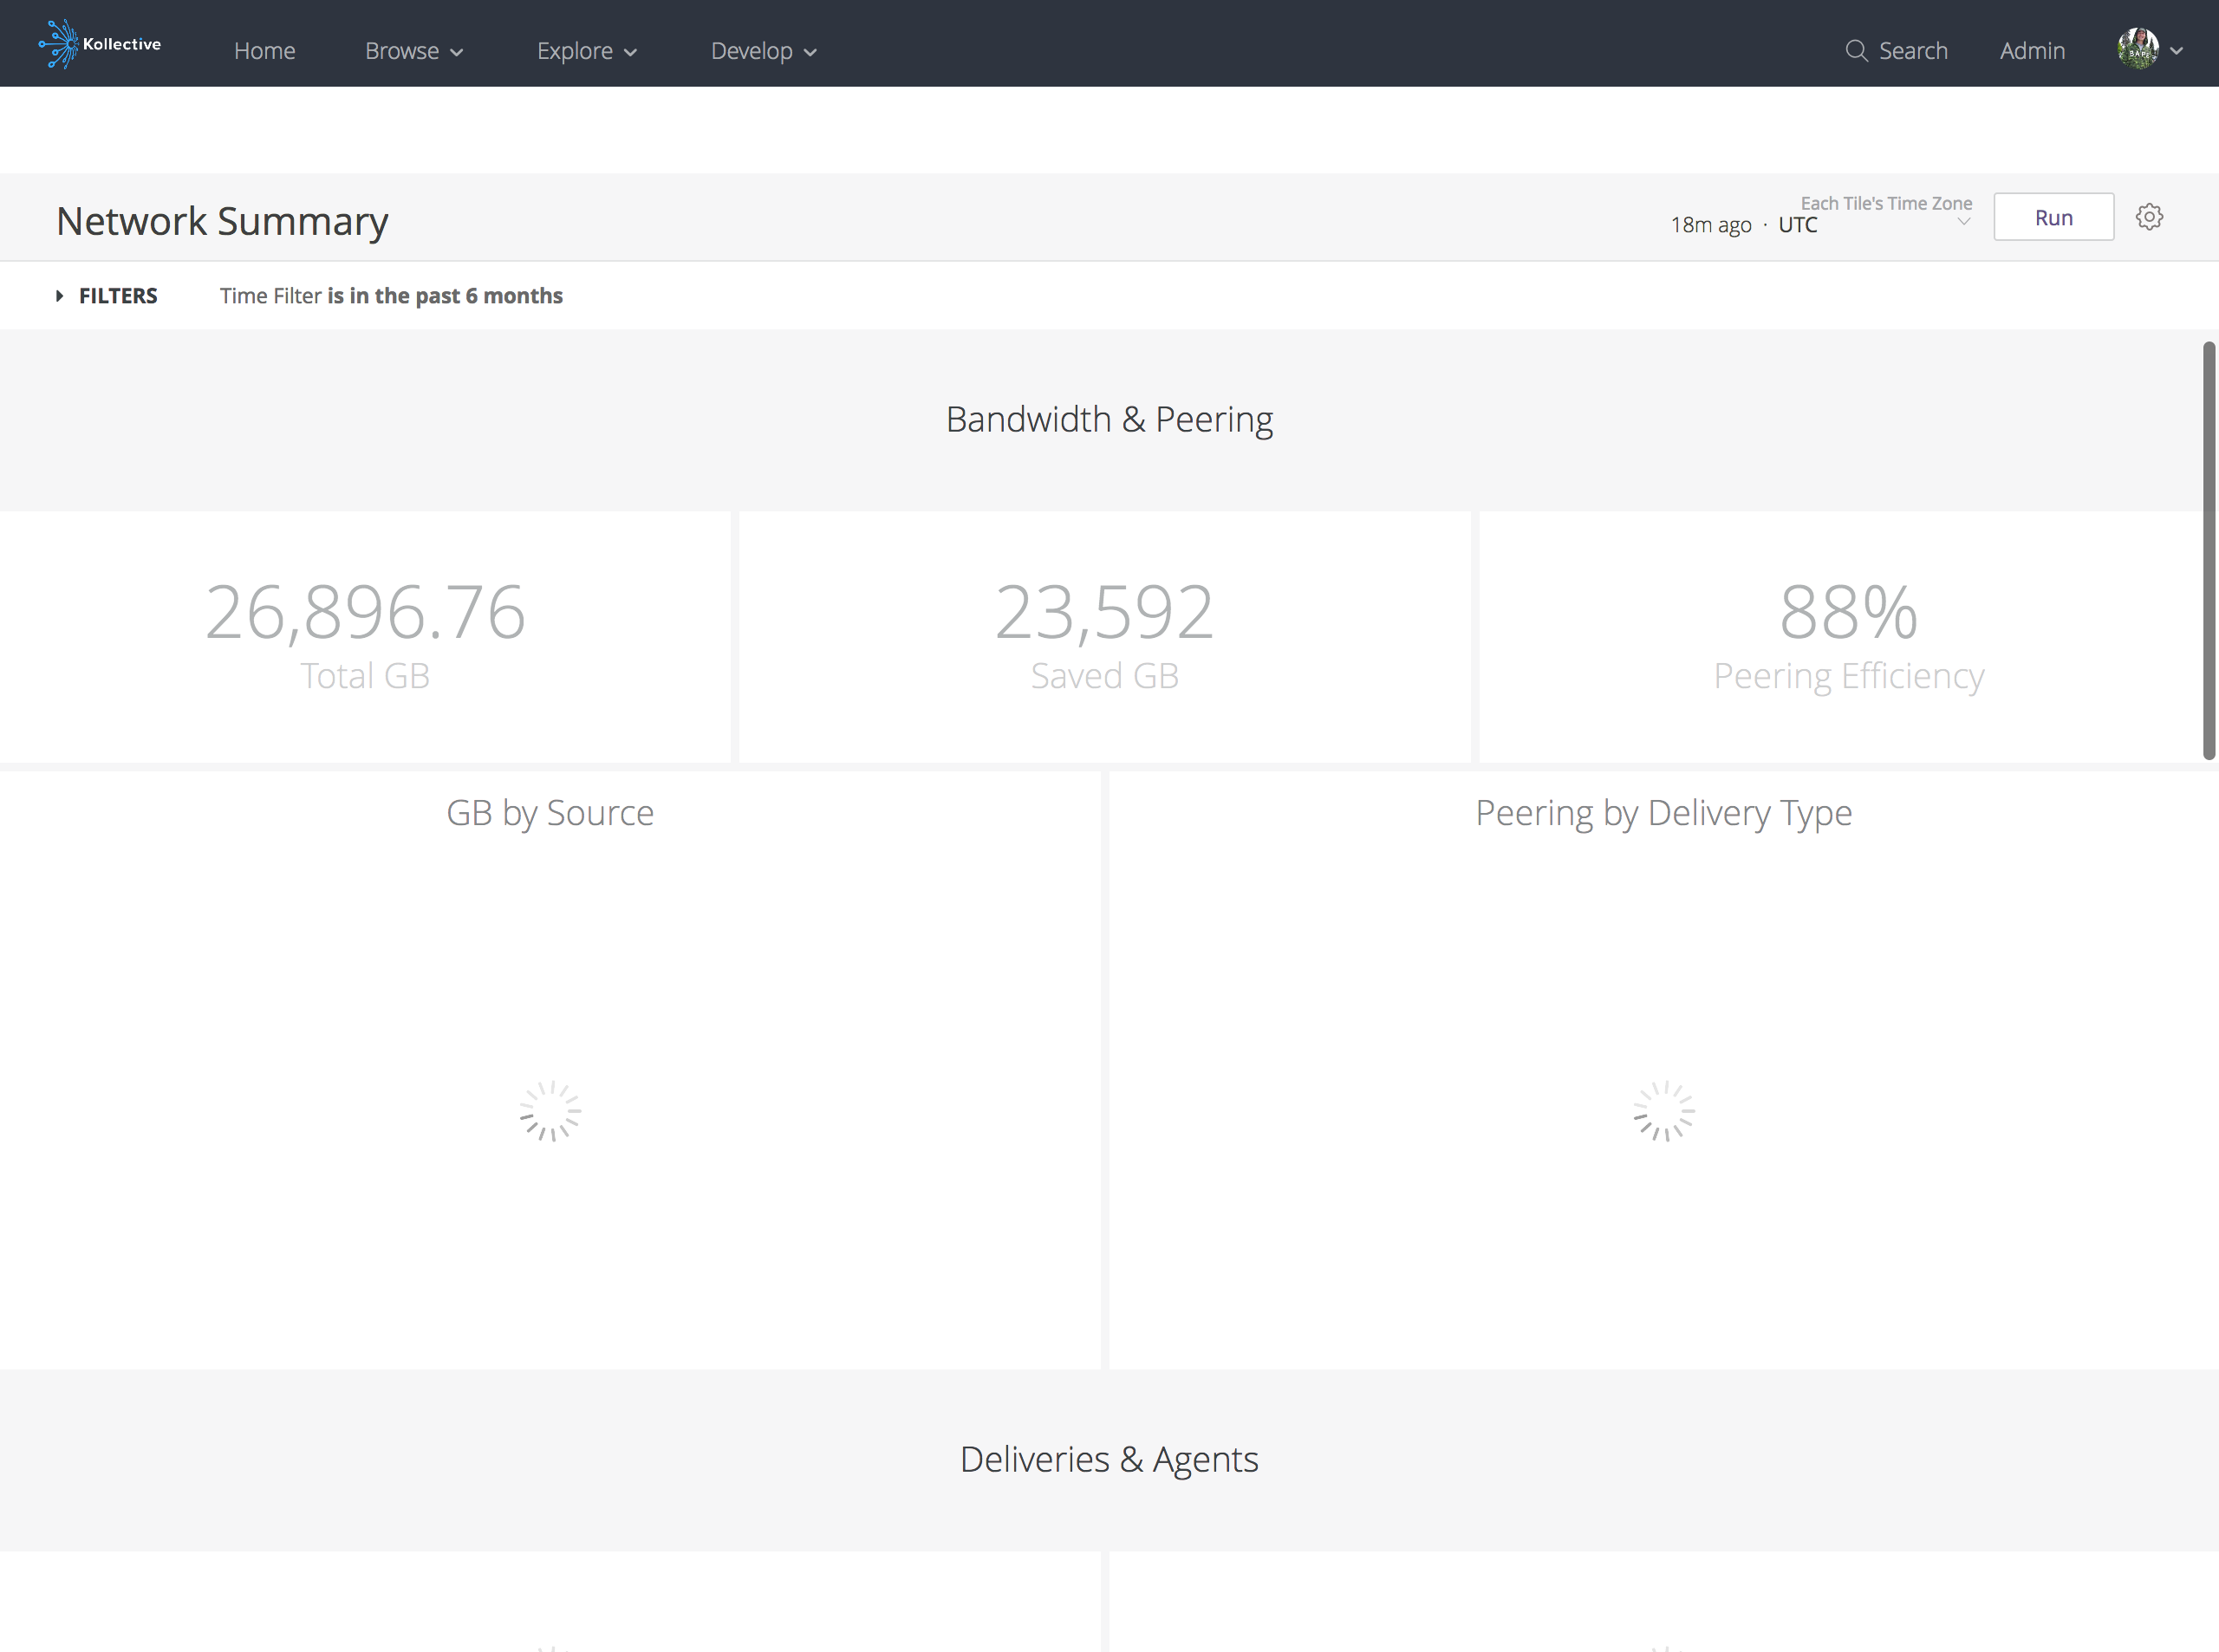 Kollective
Home
Browse
Explore
Develop
Search
Admin
Network Summary
Each Tile's Time Zone
18m ago · UTC
Run
FILTERS
Time Filter is in the past 6 months
Bandwidth & Peering
26,896.76
Total GB
23,592
Saved GB
88%
Peering Efficiency
GB by Source
Peering by Delivery Type
Deliveries & Agents